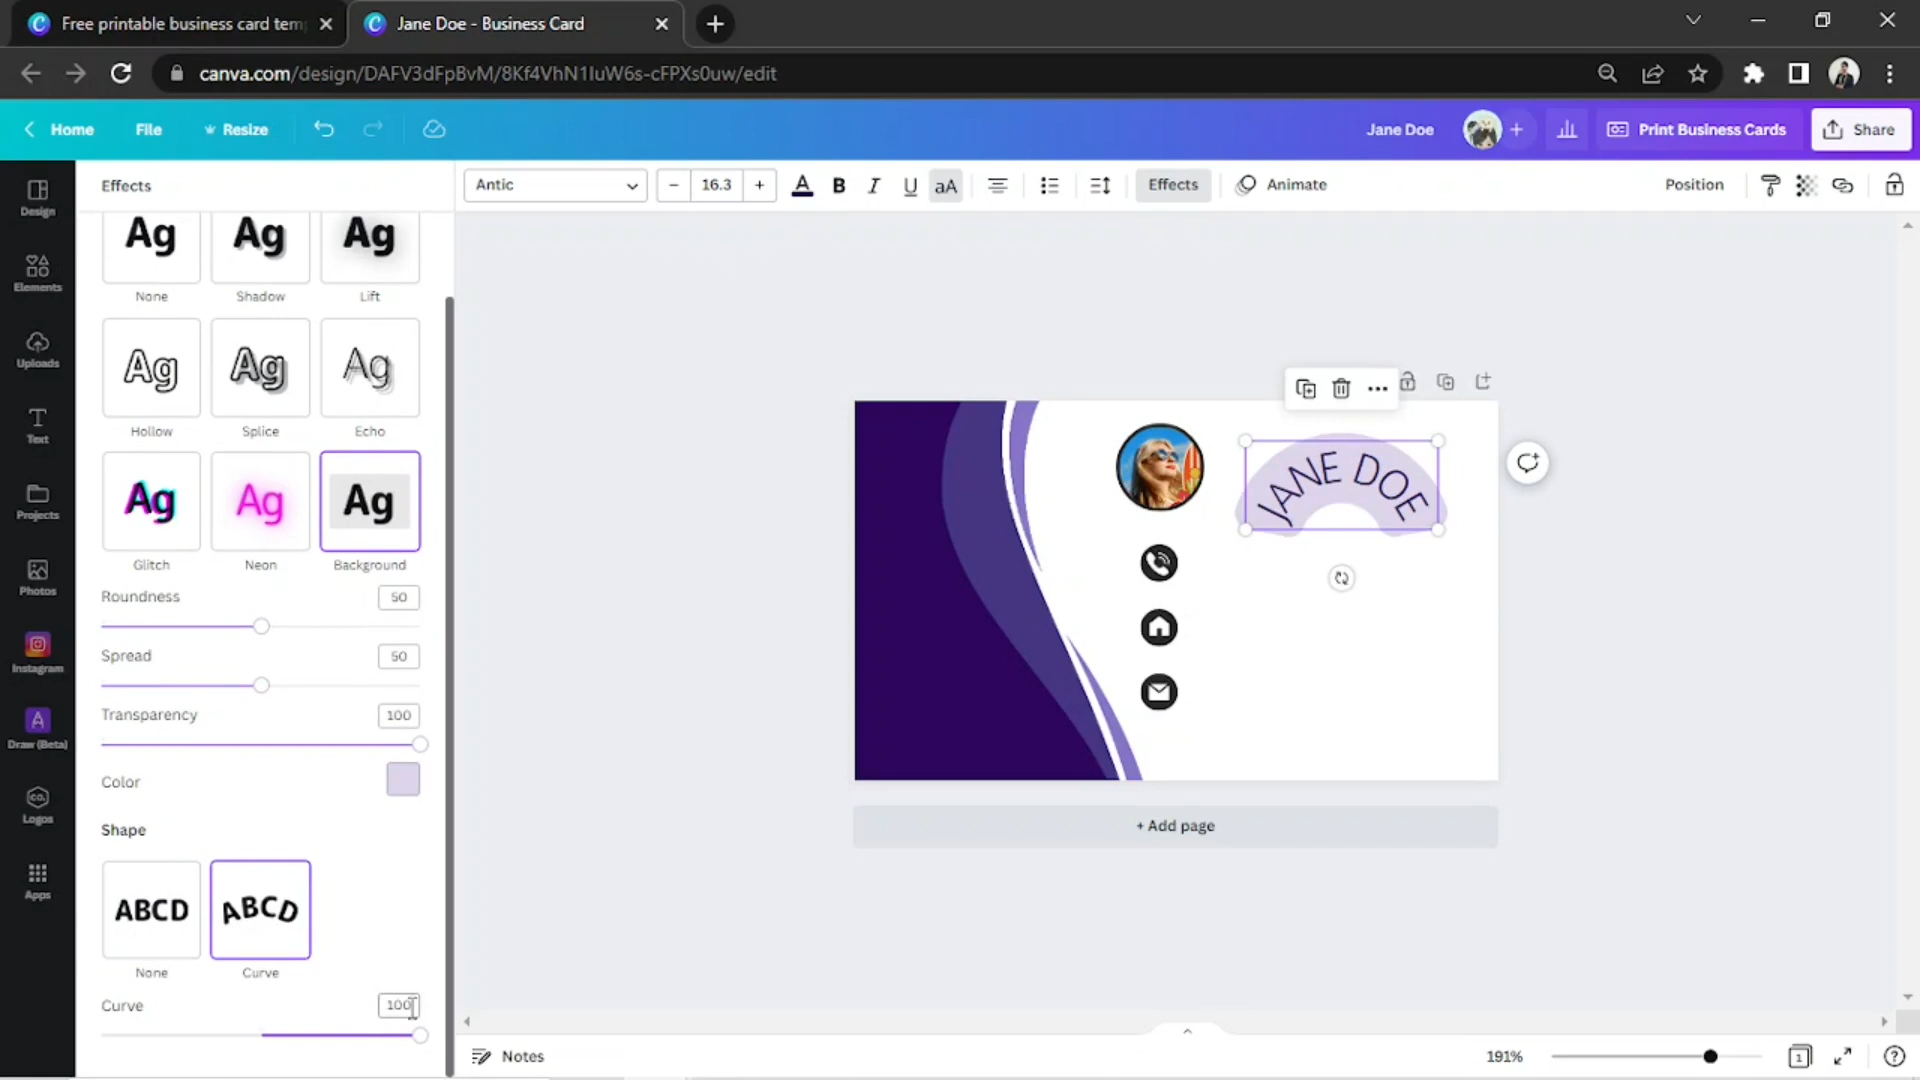 Free printable business card tem
Jane Doe - Business Card
canva.com/design/DAFV3dFpBvM/8Kf4VhN1IuW6s-cFPXs0uw/edit
Home
File
Resize
Jane Doe
Print Business Cards
Share
Design
Elements
Uploads
Text
Projects
Photos
Instagram
Draw (Beta)
CO.
Logos
Apps
Effects
Ag
None
Ag
Shadow
Ag
Lift
Ag
Hollow
Ag
Splice
Ag
Echo
Ag
Glitch
Ag
Neon
Ag
Background
Roundness 50
Spread 50
Transparency 100
Color
Shape
ABCD
None
ABCD
Curve
Curve 100
Antic
16.3
A
B
I
U
aA
Effects
Animate
Position
JANE DOE
+ Add page
Notes
191%
1